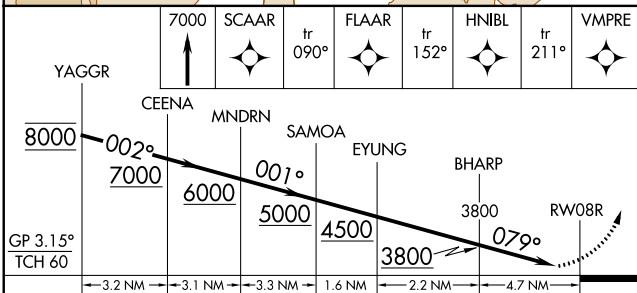 7000 SCAAR tr 090° FLAAR tr 152° HNIBL tr 211° VMPRE
YAGGR
CEENA
MNDRN
SAMOA
EYUNG
BHARP
RW08R
8000
002°
7000
6000
001°
5000
4500
3800
3800
079°
GP 3.15°
TCH 60
3.2 NM 3.1 NM 3.3 NM 1.6 NM 2.2 NM 4.7 NM